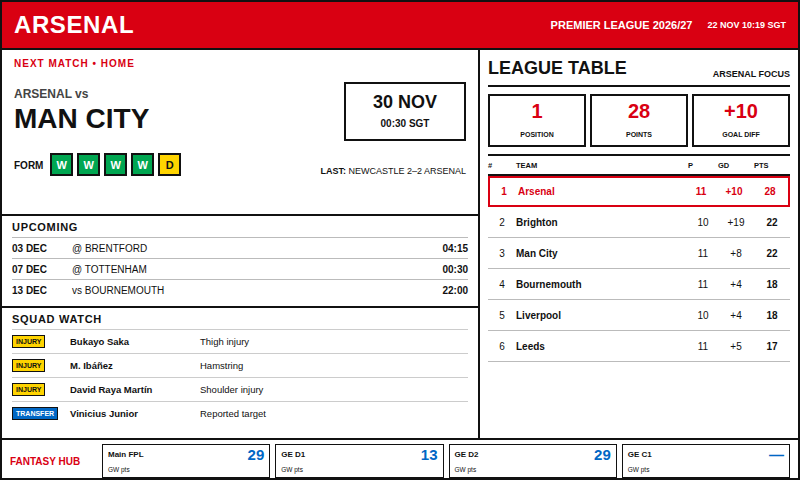 ARSENAL
PREMIER LEAGUE 2026/27 22 NOV 10:19 SGT
NEXT MATCH • HOME
ARSENAL vs
MAN CITY
30 NOV
00:30 SGT
FORM W W W W D
LAST: NEWCASTLE 2–2 ARSENAL
UPCOMING
03 DEC @ BRENTFORD 04:15
07 DEC @ TOTTENHAM 00:30
13 DEC vs BOURNEMOUTH 22:00
SQUAD WATCH
INJURY Bukayo Saka Thigh injury
INJURY M. Ibáñez Hamstring
INJURY David Raya Martín Shoulder injury
TRANSFER Vinicius Junior Reported target
LEAGUE TABLE ARSENAL FOCUS
1 28 +10
POSITION POINTS GOAL DIFF
# TEAM P GD PTS
1 Arsenal 11 +10 28
2 Brighton 10 +19 22
3 Man City 11 +8 22
4 Bournemouth 11 +4 18
5 Liverpool 10 +4 18
6 Leeds 11 +5 17
FANTASY HUB
Main FPL 29
GW pts
GE D1 13
GW pts
GE D2 29
GW pts
GE C1 —
GW pts